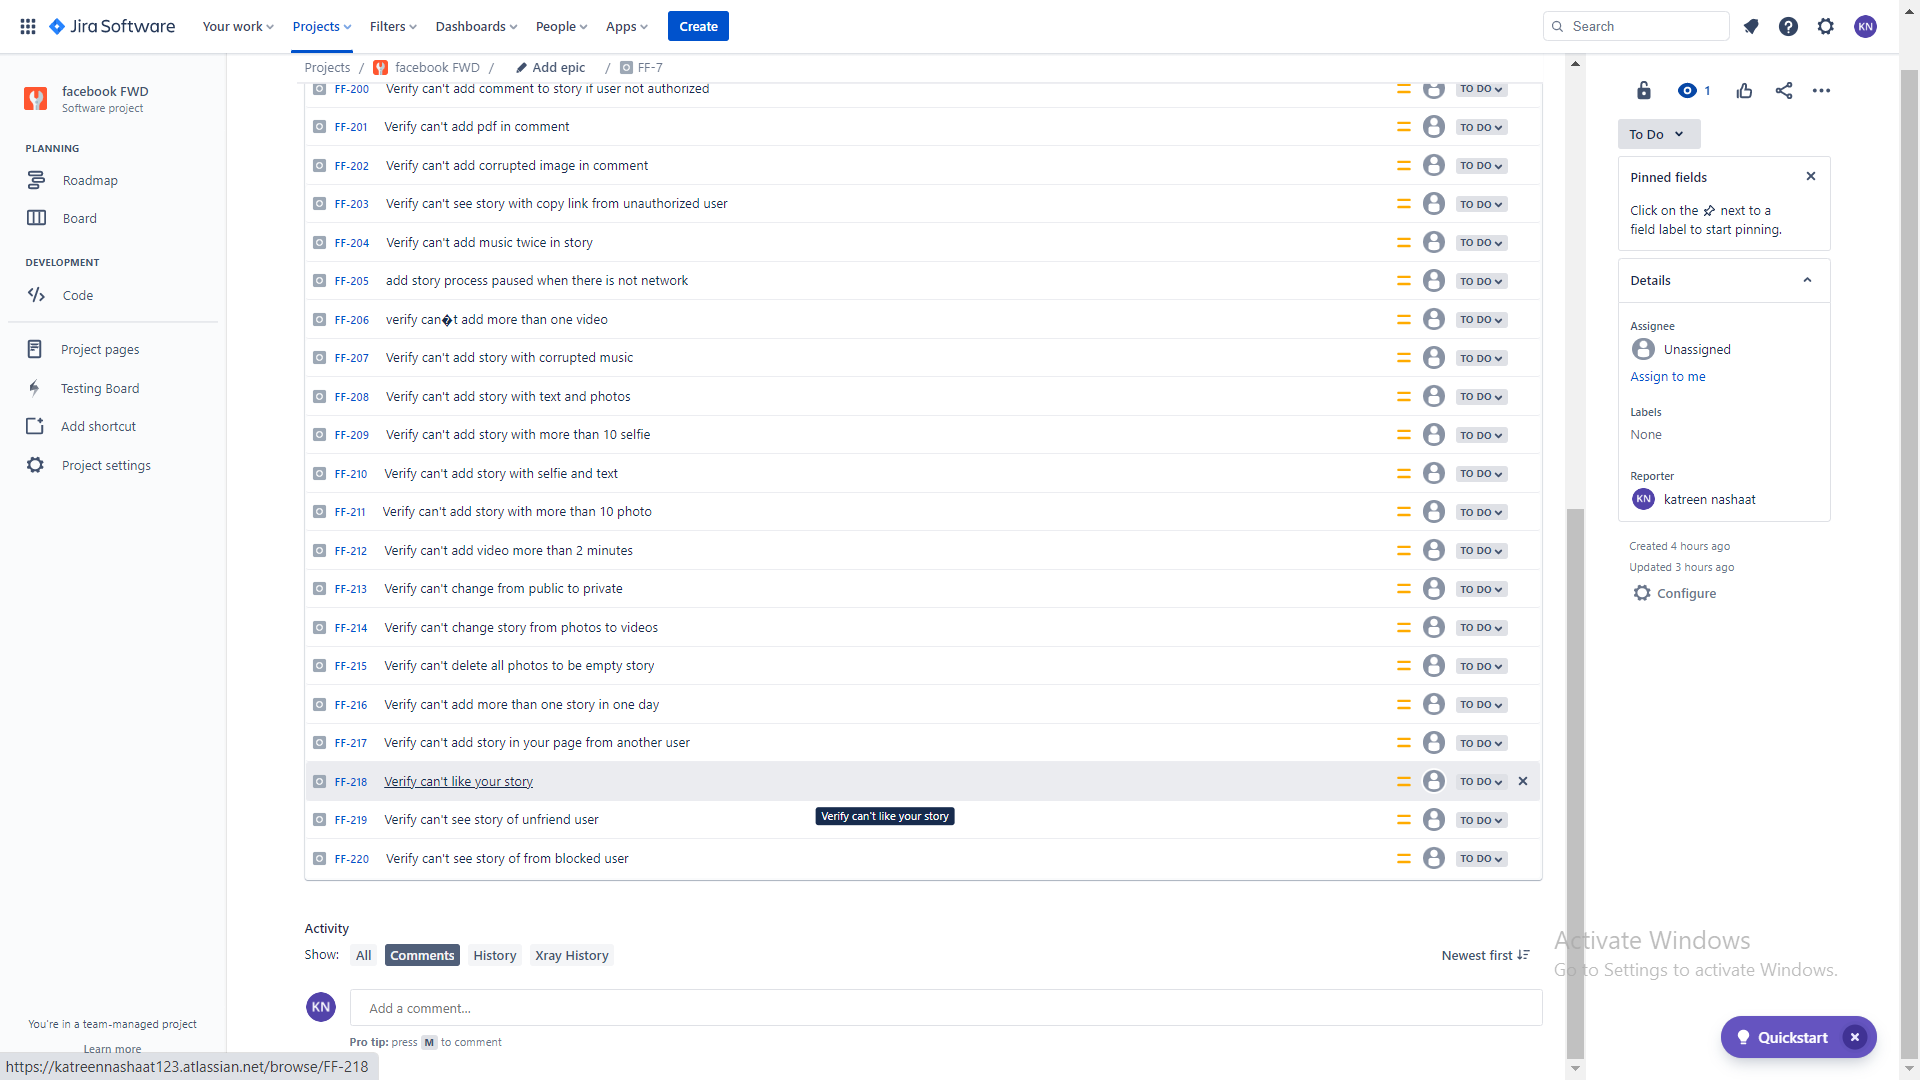 Jira Software Your work Projects Filters Dashboards People Apps Create Search KN
Projects / facebook FWD / Add epic / FF-7
facebook FWD
Software project
PLANNING
Roadmap
Board
DEVELOPMENT
Code
Project pages
Testing Board
Add shortcut
Project settings
You're in a team-managed project
Learn more
FF-200 Verify can't add comment to story if user not authorized TO DO
FF-201 Verify can't add pdf in comment TO DO
FF-202 Verify can't add corrupted image in comment TO DO
FF-203 Verify can't see story with copy link from unauthorized user TO DO
FF-204 Verify can't add music twice in story TO DO
FF-205 add story process paused when there is not network TO DO
FF-206 verify can�t add more than one video TO DO
FF-207 Verify can't add story with corrupted music TO DO
FF-208 Verify can't add story with text and photos TO DO
FF-209 Verify can't add story with more than 10 selfie TO DO
FF-210 Verify can't add story with selfie and text TO DO
FF-211 Verify can't add story with more than 10 photo TO DO
FF-212 Verify can't add video more than 2 minutes TO DO
FF-213 Verify can't change from public to private TO DO
FF-214 Verify can't change story from photos to videos TO DO
FF-215 Verify can't delete all photos to be empty story TO DO
FF-216 Verify can't add more than one story in one day TO DO
FF-217 Verify can't add story in your page from another user TO DO
FF-218 Verify can't like your story TO DO
Verify can't like your story
FF-219 Verify can't see story of unfriend user TO DO
FF-220 Verify can't see story of from blocked user TO DO
Activity
Show: All Comments History Xray History Newest first
KN Add a comment...
Pro tip: press M to comment
1
To Do
Pinned fields
Click on the next to a
field label to start pinning.
Details
Assignee
Unassigned
Assign to me
Labels
None
Reporter
KN katreen nashaat
Created 4 hours ago
Updated 3 hours ago
Configure
Activate Windows
Go to Settings to activate Windows.
Quickstart
https://katreennashaat123.atlassian.net/browse/FF-218